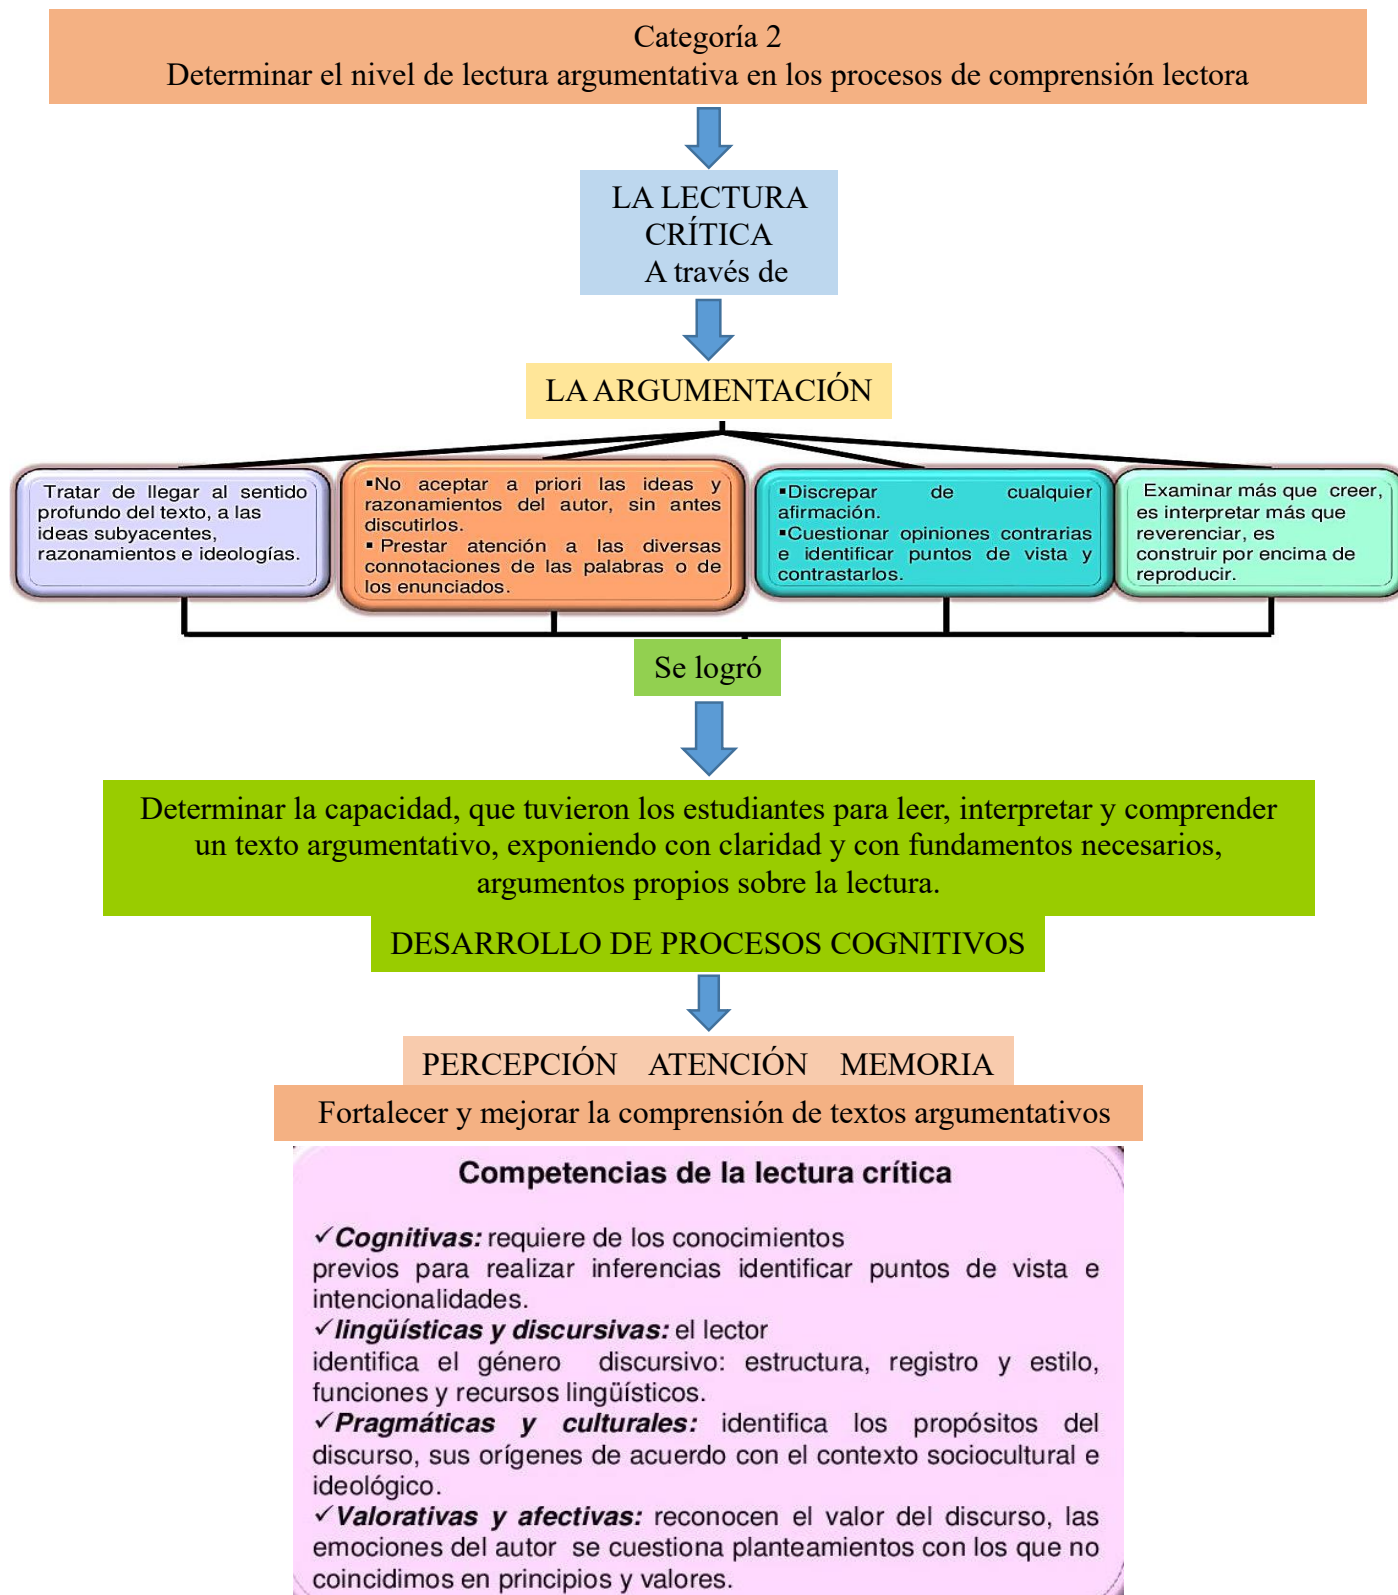 Categoría 2
Determinar el nivel de lectura argumentativa en los procesos de comprensión lectora
LA LECTURA
CRÍTICA
A través de
LA ARGUMENTACIÓN
Tratar de llegar al sentido
profundo del texto, a las
ideas subyacentes,
razonamientos e ideologías.
▪No aceptar a priori las ideas y
razonamientos del autor, sin antes
discutirlos.
▪ Prestar atención a las diversas
connotaciones de las palabras o de
los enunciados.
▪Discrepar de cualquier
afirmación.
▪Cuestionar opiniones contrarias
e identificar puntos de vista y
contrastarlos.
Examinar más que creer,
es interpretar más que
reverenciar, es
construir por encima de
reproducir.
Se logró
Determinar la capacidad, que tuvieron los estudiantes para leer, interpretar y comprender
un texto argumentativo, exponiendo con claridad y con fundamentos necesarios,
argumentos propios sobre la lectura.
DESARROLLO DE PROCESOS COGNITIVOS
PERCEPCIÓN ATENCIÓN MEMORIA
Fortalecer y mejorar la comprensión de textos argumentativos
Competencias de la lectura crítica
✓Cognitivas: requiere de los conocimientos
previos para realizar inferencias identificar puntos de vista e
intencionalidades.
✓lingüísticas y discursivas: el lector
identifica el género discursivo: estructura, registro y estilo,
funciones y recursos lingüísticos.
✓Pragmáticas y culturales: identifica los propósitos del
discurso, sus orígenes de acuerdo con el contexto sociocultural e
ideológico.
✓Valorativas y afectivas: reconocen el valor del discurso, las
emociones del autor se cuestiona planteamientos con los que no
coincidimos en principios y valores.